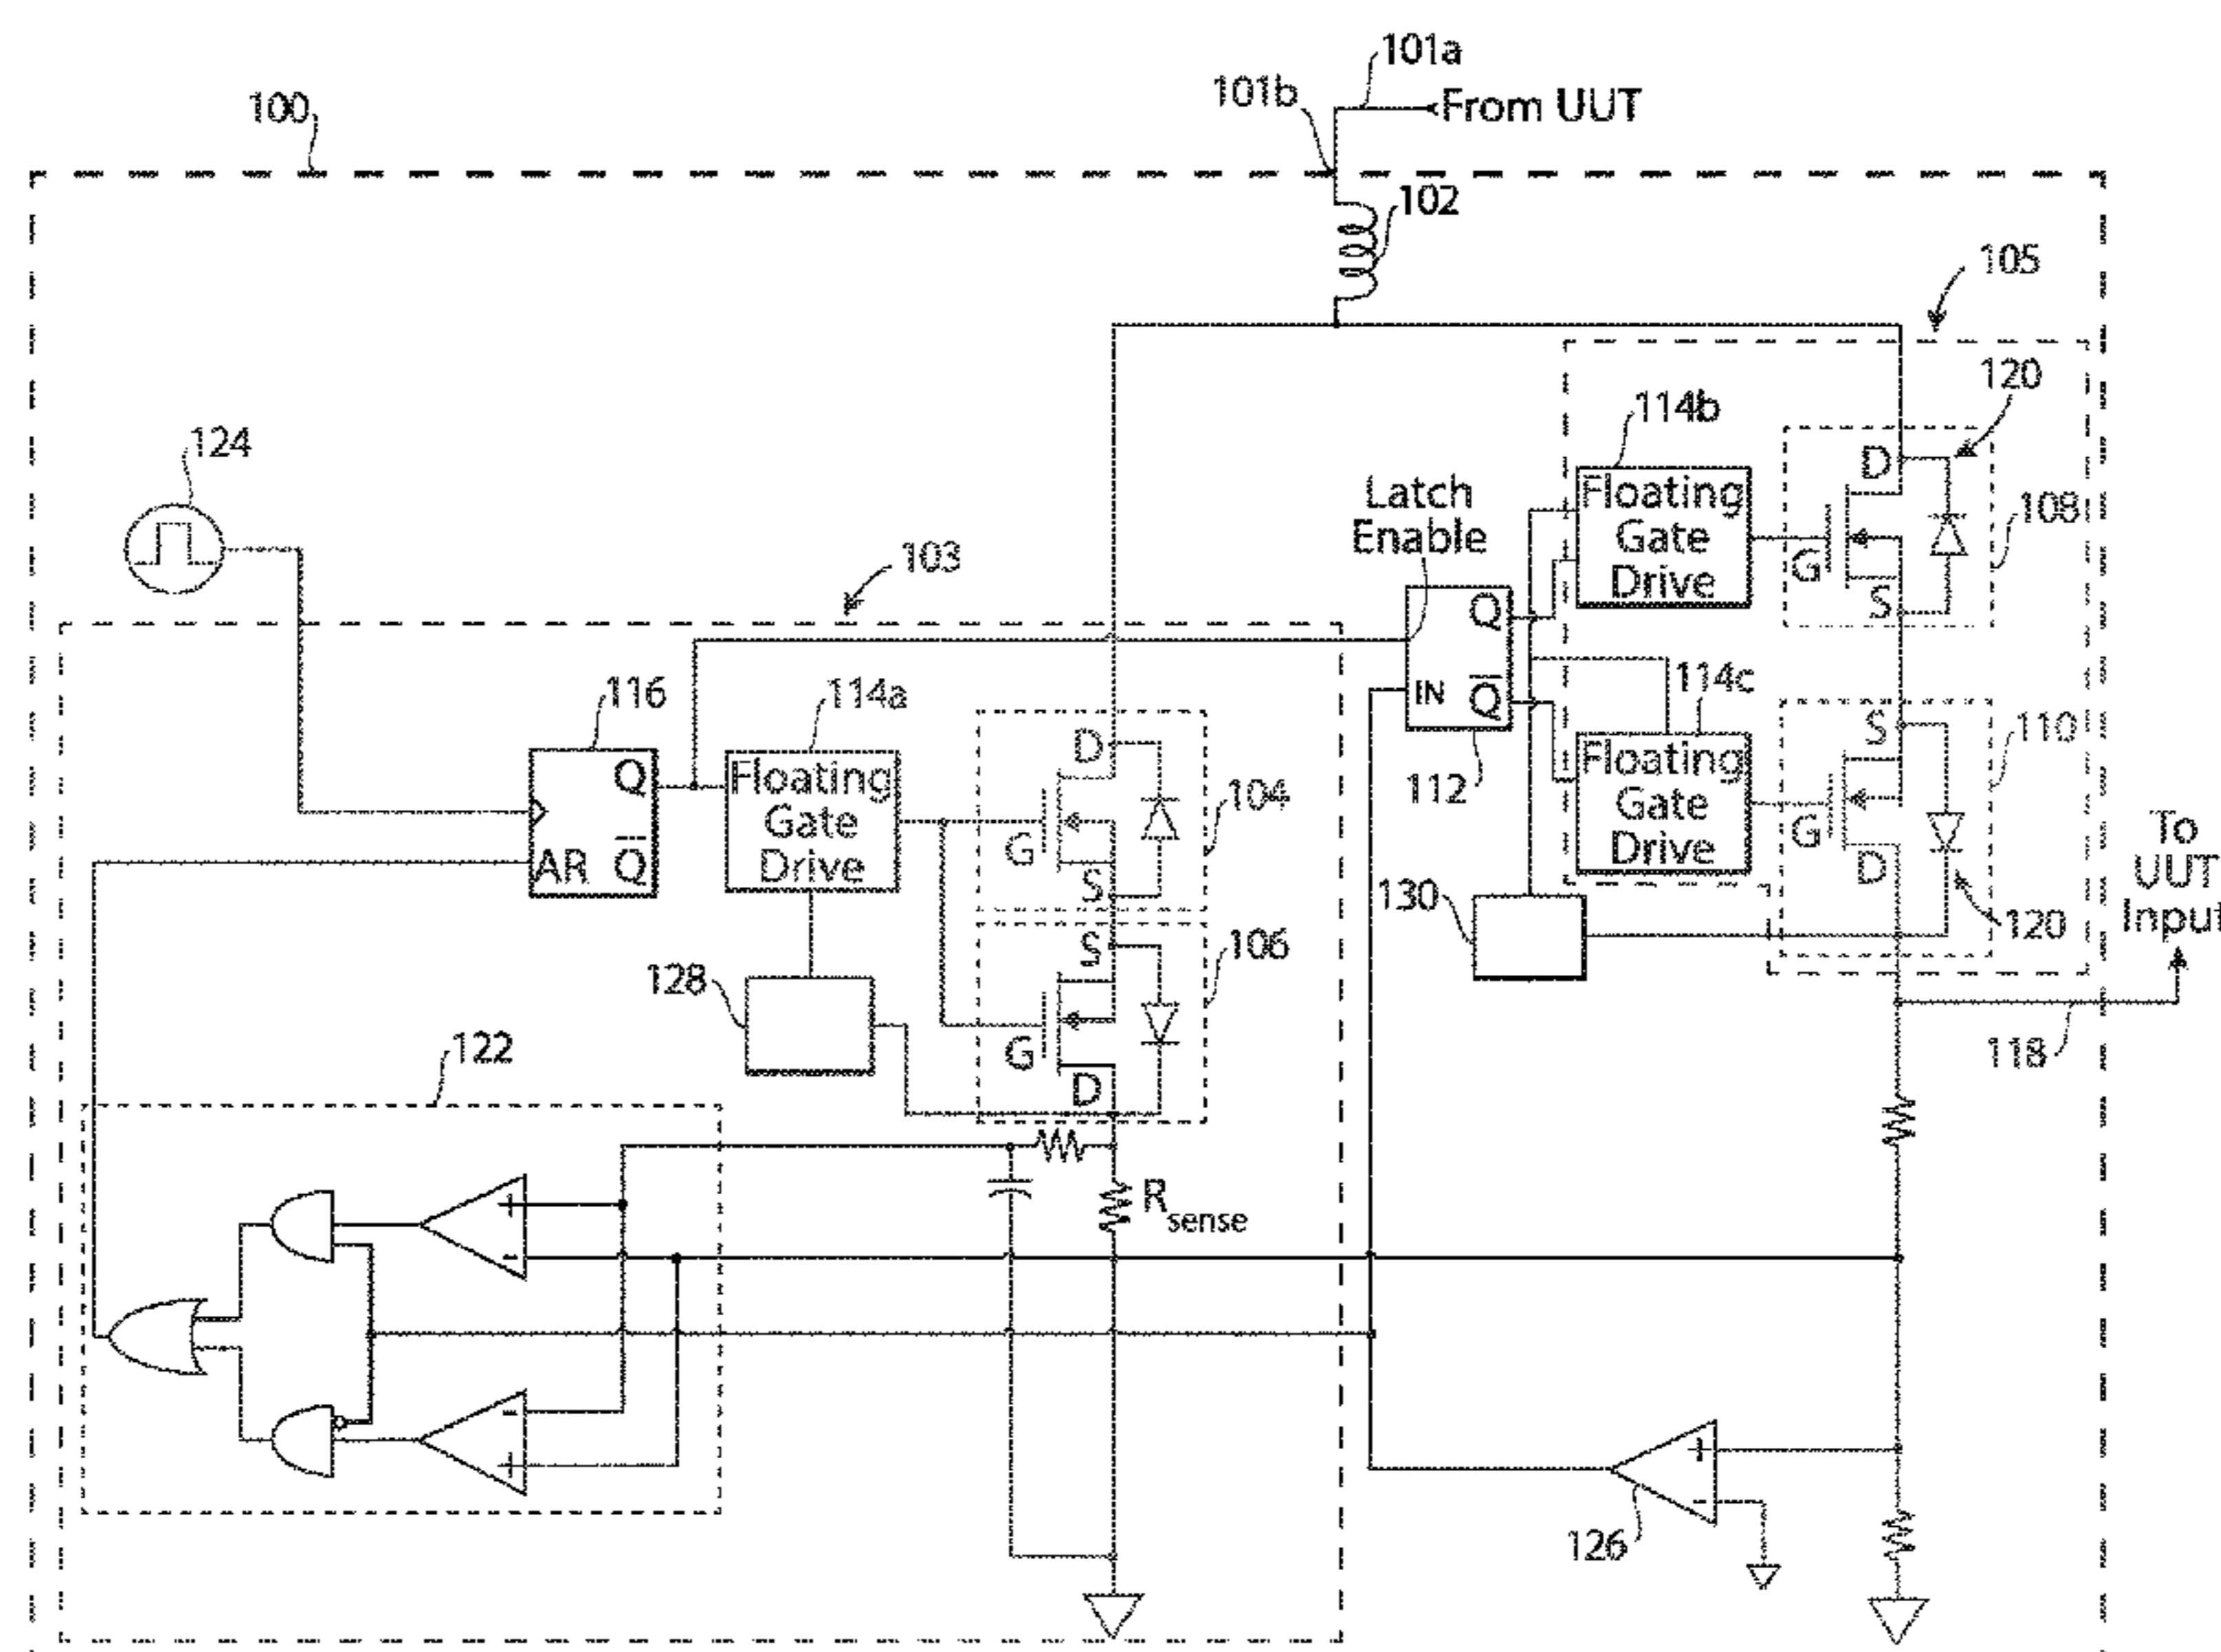 101a
101b
From UUT
100
102
105
120
114b
124
D
Floating
Gate
Drive
108
Latch
Enable
G
S
103
Q
Q
IN
114c
116
114a
S
110
112
Floating
Gate
Drive
G
D
To
UUT
Input
Q
AR
Q
Floating
Gate
Drive
D
G
S
104
130
120
128
S
G
D
106
118
122
+
-
Rsense
-
+
+
-
126